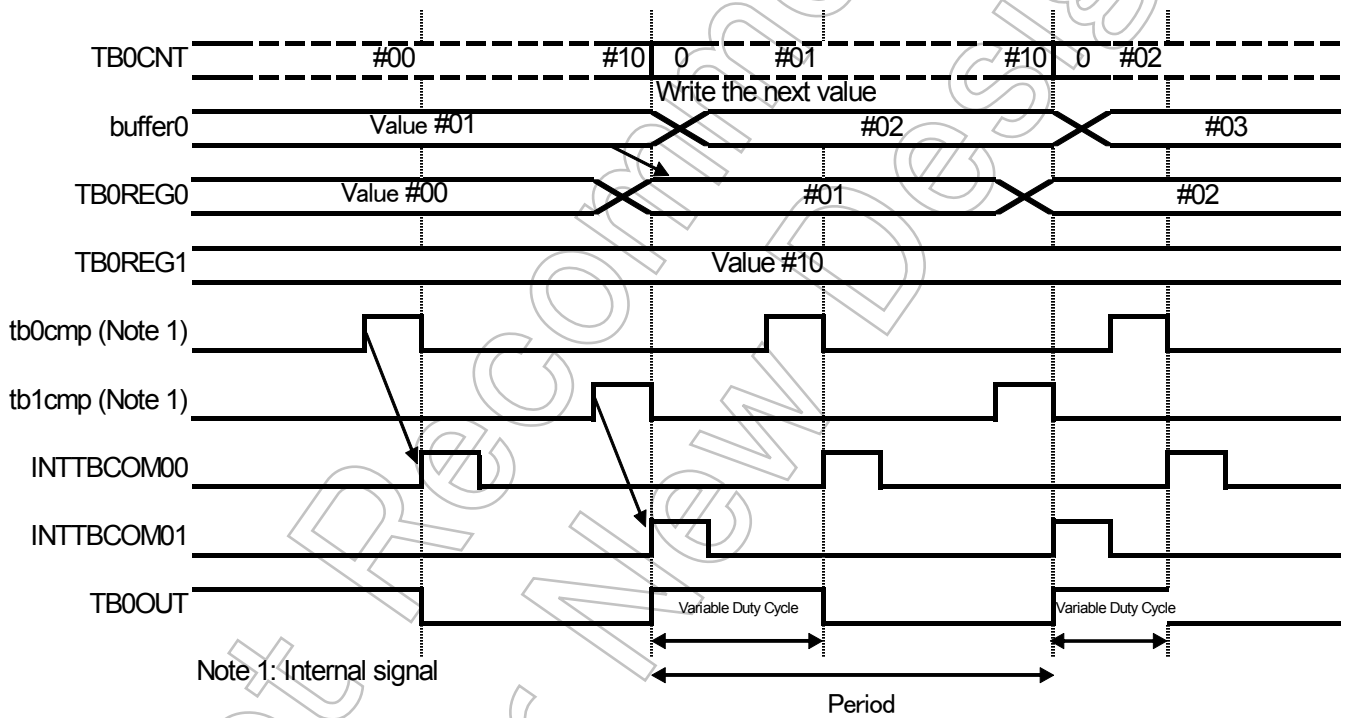 TB0CNT #00 #10 0 #01 #10 0 #02
Write the next value
buffer0 Value #01 #02 #03
TB0REG0 Value #00 #01 #02
TB0REG1 Value #10
tb0cmp (Note 1)
tb1cmp (Note 1)
INTTBCOM00
INTTBCOM01
TB0OUT Variable Duty Cycle Variable Duty Cycle
Note 1: Internal signal
Period